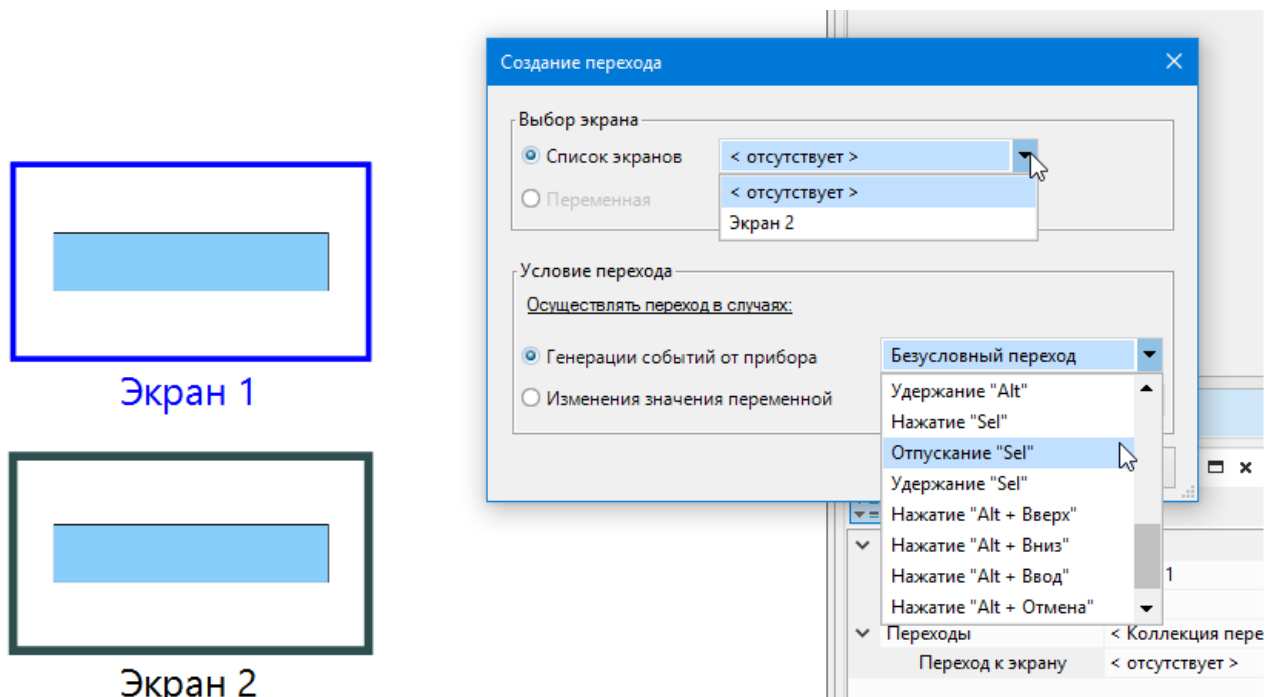 Создание перехода
Выбор экрана
Список экранов
< отсутствует >
Переменная
< отсутствует >
Экран 2
Условие перехода
Осуществлять переход в случаях:
Генерации событий от прибора
Безусловный переход
Изменения значения переменной
Удержание "Alt"
Нажатие "Sel"
Отпускание "Sel"
Удержание "Sel"
Нажатие "Alt + Вверх"
Нажатие "Alt + Вниз"
Нажатие "Alt + Ввод"
1
Нажатие "Alt + Отмена"
Переходы
< Коллекция пере
Переход к экрану
< отсутствует >
Экран 1
Экран 2